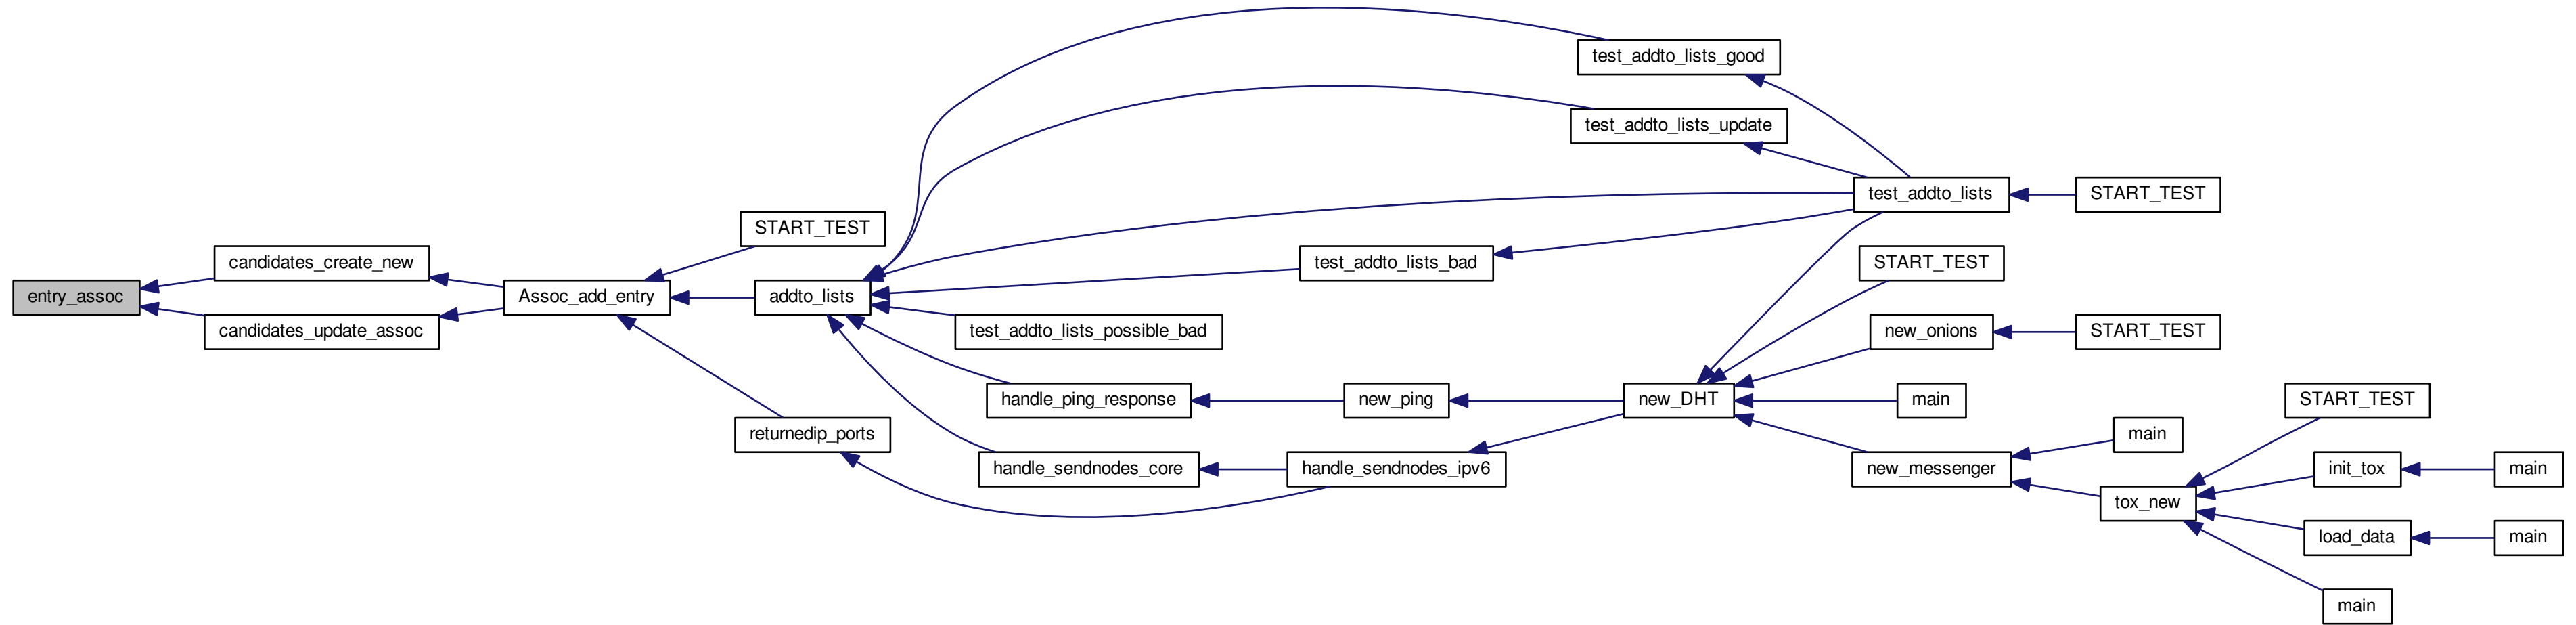 entry_assoc
candidates_create_new
candidates_update_assoc
Assoc_add_entry
START_TEST
addto_lists
returnedip_ports
test_addto_lists_good
test_addto_lists_update
test_addto_lists
START_TEST
test_addto_lists_bad
test_addto_lists_possible_bad
handle_ping_response
new_ping
handle_sendnodes_core
handle_sendnodes_ipv6
new_DHT
START_TEST
new_onions
START_TEST
main
new_messenger
main
tox_new
START_TEST
init_tox
main
load_data
main
main